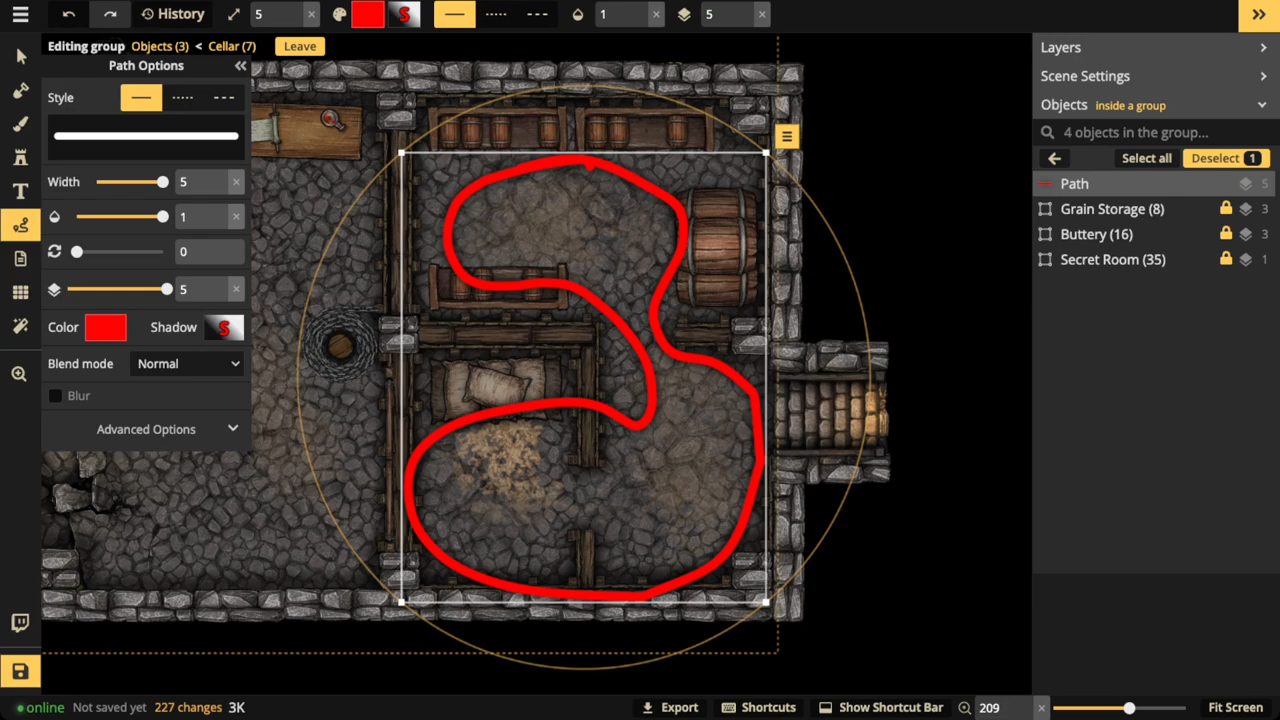 History 5 × S 1 × 5 ×
Editing group Objects (3) < Cellar (7) Leave
Path Options
Style
Width 5 ×
1 ×
0
5 ×
Color Shadow S
Blend mode Normal
Blur
Advanced Options
Layers
Scene Settings
Objects inside a group
4 objects in the group...
Select all Deselect 1
Path 5
Grain Storage (8) 3
Buttery (16) 3
Secret Room (35) 1
online Not saved yet 227 changes 3K Export Shortcuts Show Shortcut Bar 209 × Fit Screen